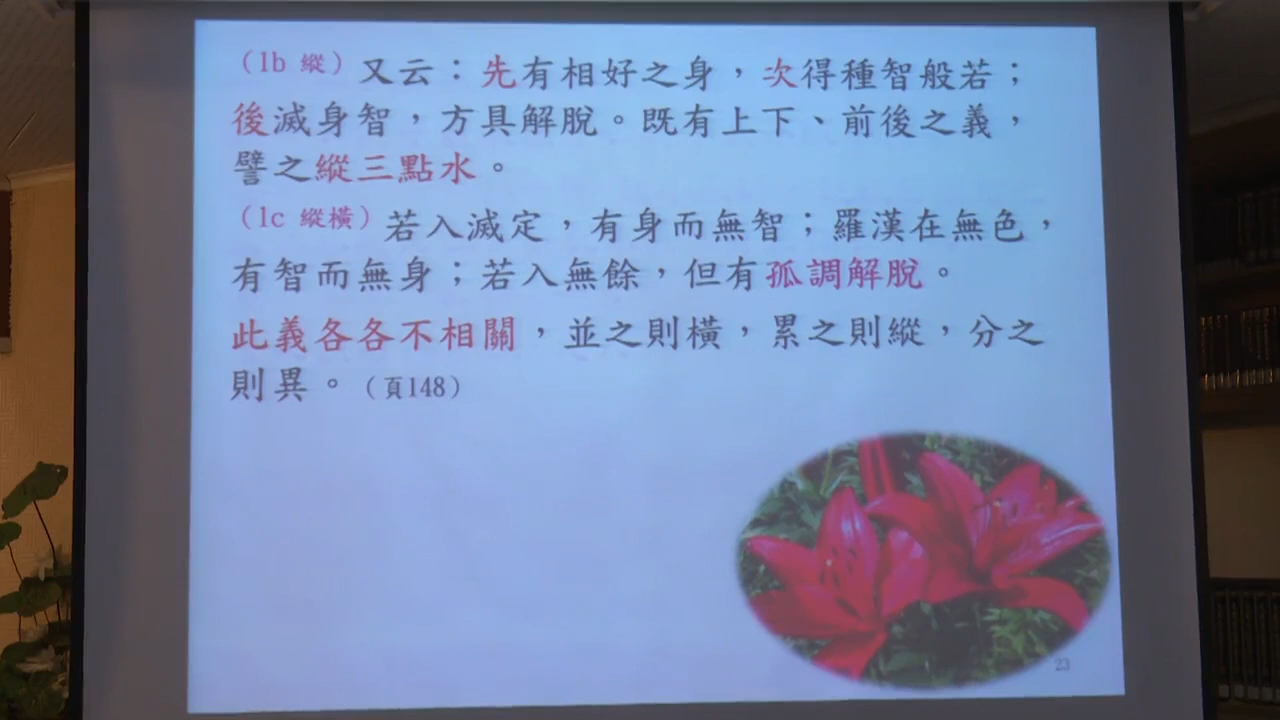 （1b 縱）又云：先有相好之身，次得種智般若；
後滅身智，方具解脫。既有上下、前後之義，
譬之縱三點水。
（1c 縱橫）若入滅定，有身而無智；羅漢在無色，
有智而無身；若入無餘，但有孤調解脫。
此義各各不相關，並之則橫，累之則縱，分之
則異。（頁148）
23